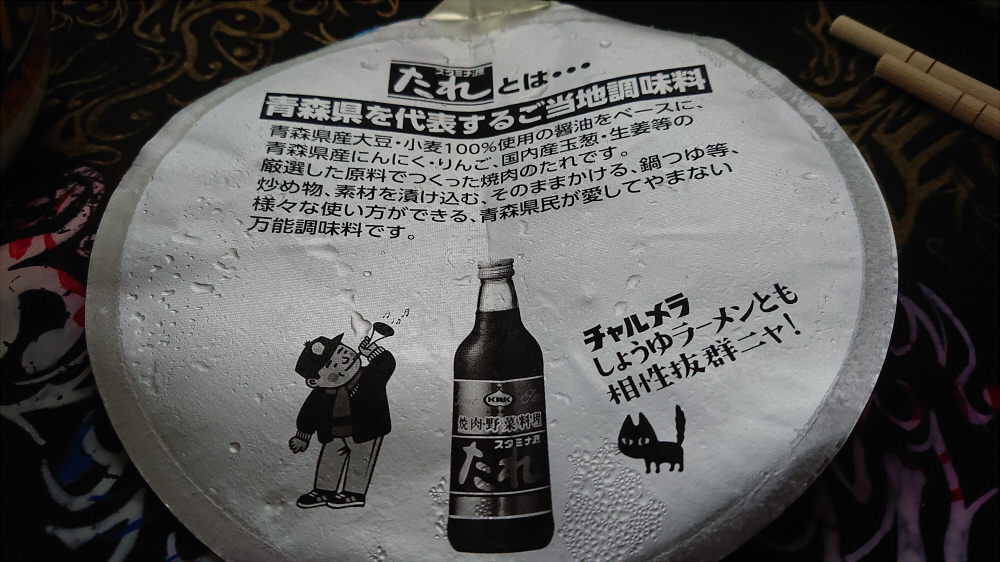 スタミナ源
たれとは・・・
青森県を代表するご当地調味料
青森県産大豆・小麦100%使用の醤油をベースに、
青森県産にんにく・りんご、国内産玉葱・生姜等の
厳選した原料でつくった焼肉のたれです。
炒め物、素材を漬け込む、そのままかける、鍋つゆ等、
様々な使い方ができる、青森県民が愛してやまない
万能調味料です。
チャルメラ
しょうゆラーメンとも
相性抜群ニャ!
KNK
焼肉・野菜料理
スタミナ源
たれ